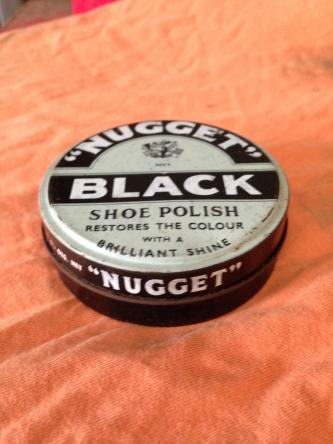 "NUGGET"
BLACK
SHOE POLISH
RESTORES THE COLOUR
WITH A
BRILLIANT SHINE
"NUGGET"